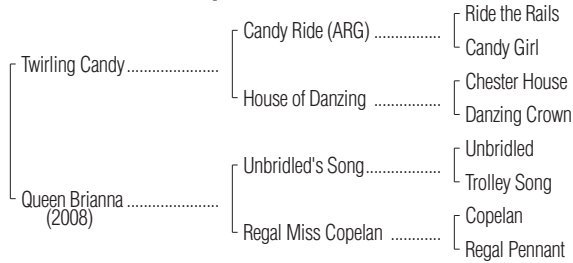 Ride the Rails
Candy Ride (ARG) ................
Candy Girl
Twirling Candy ......................
Chester House
House of Danzing ................
Danzing Crown
Unbridled
Unbridled's Song..................
Trolley Song
Queen Brianna ......................
(2008)
Copelan
Regal Miss Copelan ............
Regal Pennant